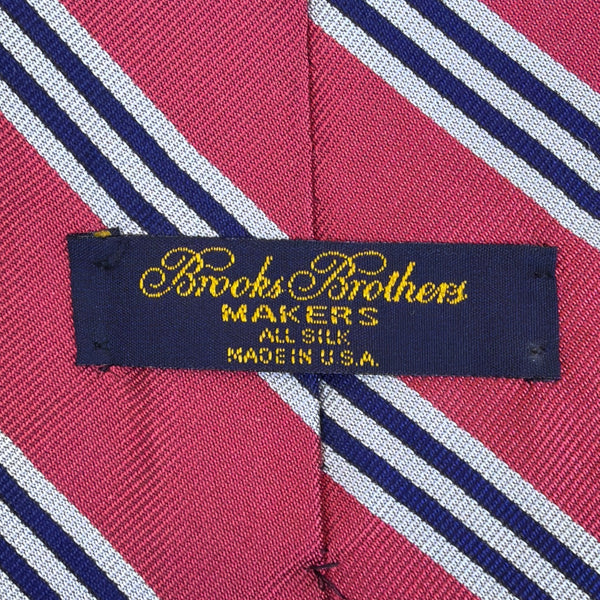 Brooks Brothers
MAKERS
ALL SILK
MADE IN U.S.A.